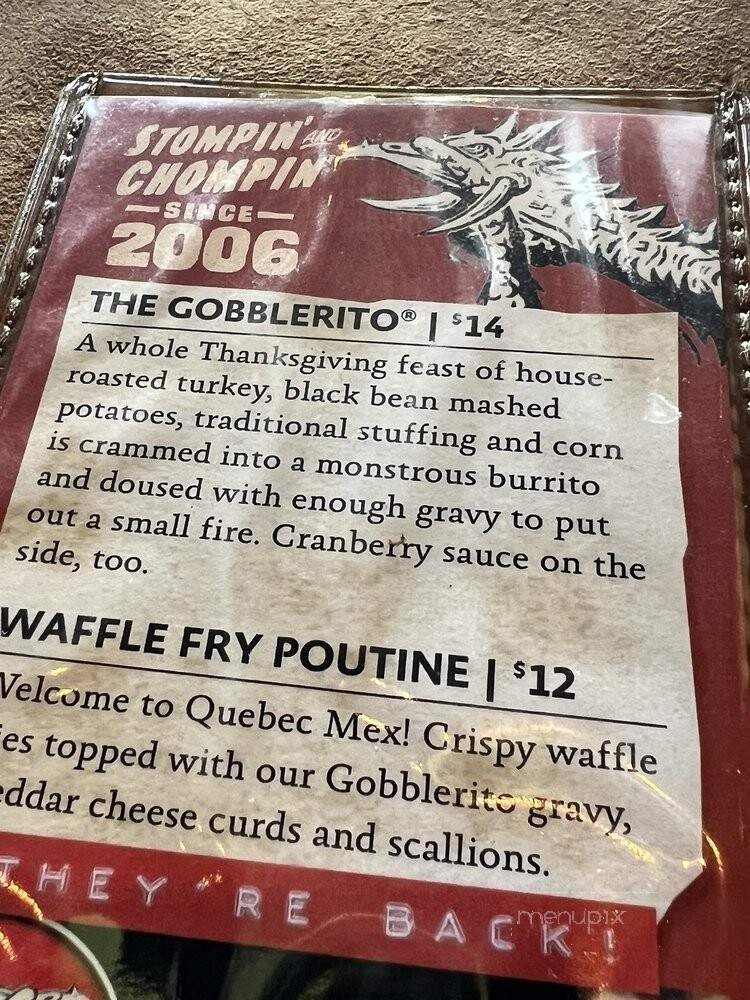 STOMPIN' AND
CHOMPIN'
SINCE
2006
THE GOBBLERITO® | $14
A whole Thanksgiving feast of house-
roasted turkey, black bean mashed
potatoes, traditional stuffing and corn
is crammed into a monstrous burrito
and doused with enough gravy to put
out a small fire. Cranberry sauce on the
side, too.
WAFFLE FRY POUTINE | $12
Welcome to Quebec Mex! Crispy waffle
ies topped with our Gobblerito gravy,
eddar cheese curds and scallions.
THEY'RE BACK!
menupix